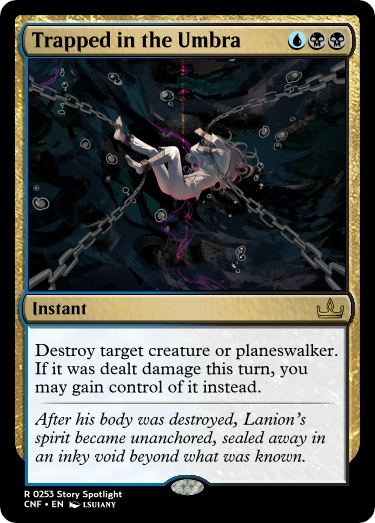 Trapped in the Umbra
Instant
Destroy target creature or planeswalker.
If it was dealt damage this turn, you
may gain control of it instead.
After his body was destroyed, Lanion's
spirit became unanchored, sealed away in
an inky void beyond what was known.
R 0253 Story Spotlight
CNF • EN LSUIANY